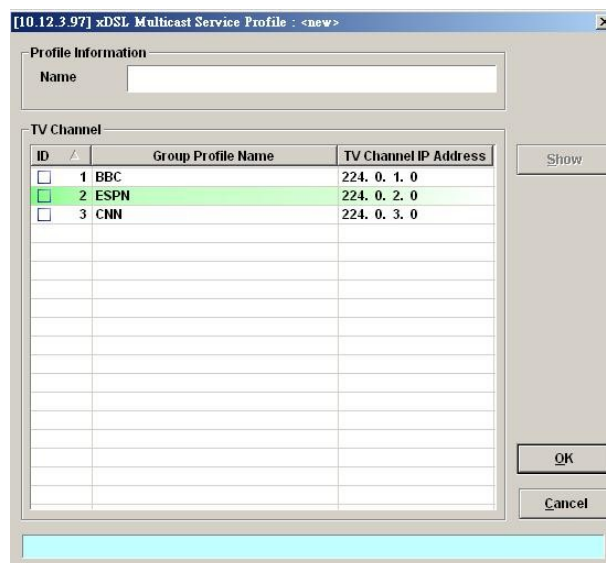 [10.12.3.97] xDSL Multicast Service Profile : <new>
Profile Information
Name
TV Channel
ID Group Profile Name TV Channel IP Address
1 BBC 224. 0. 1. 0
2 ESPN 224. 0. 2. 0
3 CNN 224. 0. 3. 0
Show
OK
Cancel